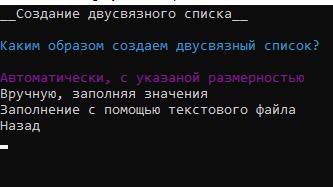 __Создание двусвязного списка__
Каким образом создаем двусвязный список?
Автоматически, с указаной размерностью
Вручную, заполняя значения
Заполнение с помощью текстового файла
Назад